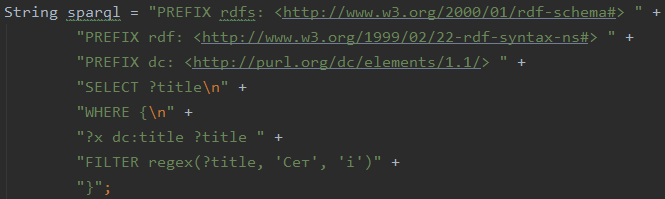 String sparql = "PREFIX rdfs: <http://www.w3.org/2000/01/rdf-schema#> " +
"PREFIX rdf: <http://www.w3.org/1999/02/22-rdf-syntax-ns#> " +
"PREFIX dc: <http://purl.org/dc/elements/1.1/> " +
"SELECT ?title\n" +
"WHERE {\n" +
"?x dc:title ?title " +
"FILTER regex(?title, 'Сет', 'i')" +
"}";